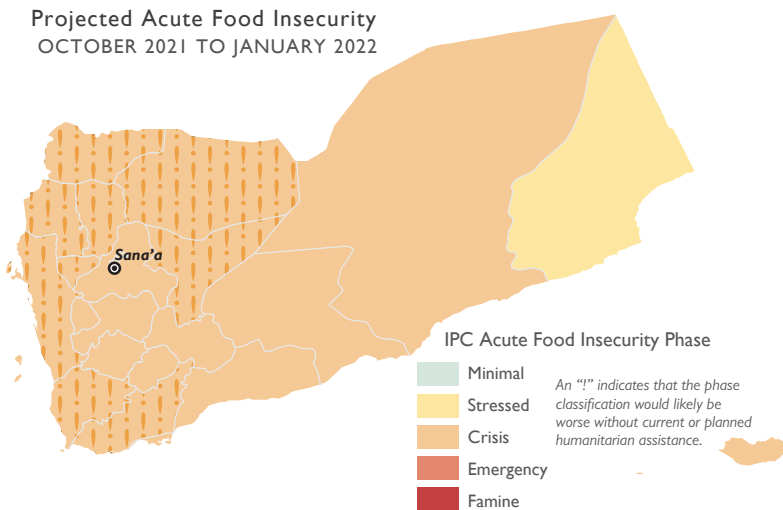 Projected Acute Food Insecurity
OCTOBER 2021 TO JANUARY 2022
Sana’a
IPC Acute Food Insecurity Phase
Minimal
Stressed
Crisis
Emergency
Famine
An “!” indicates that the phase
classification would likely be
worse without current or planned
humanitarian assistance.